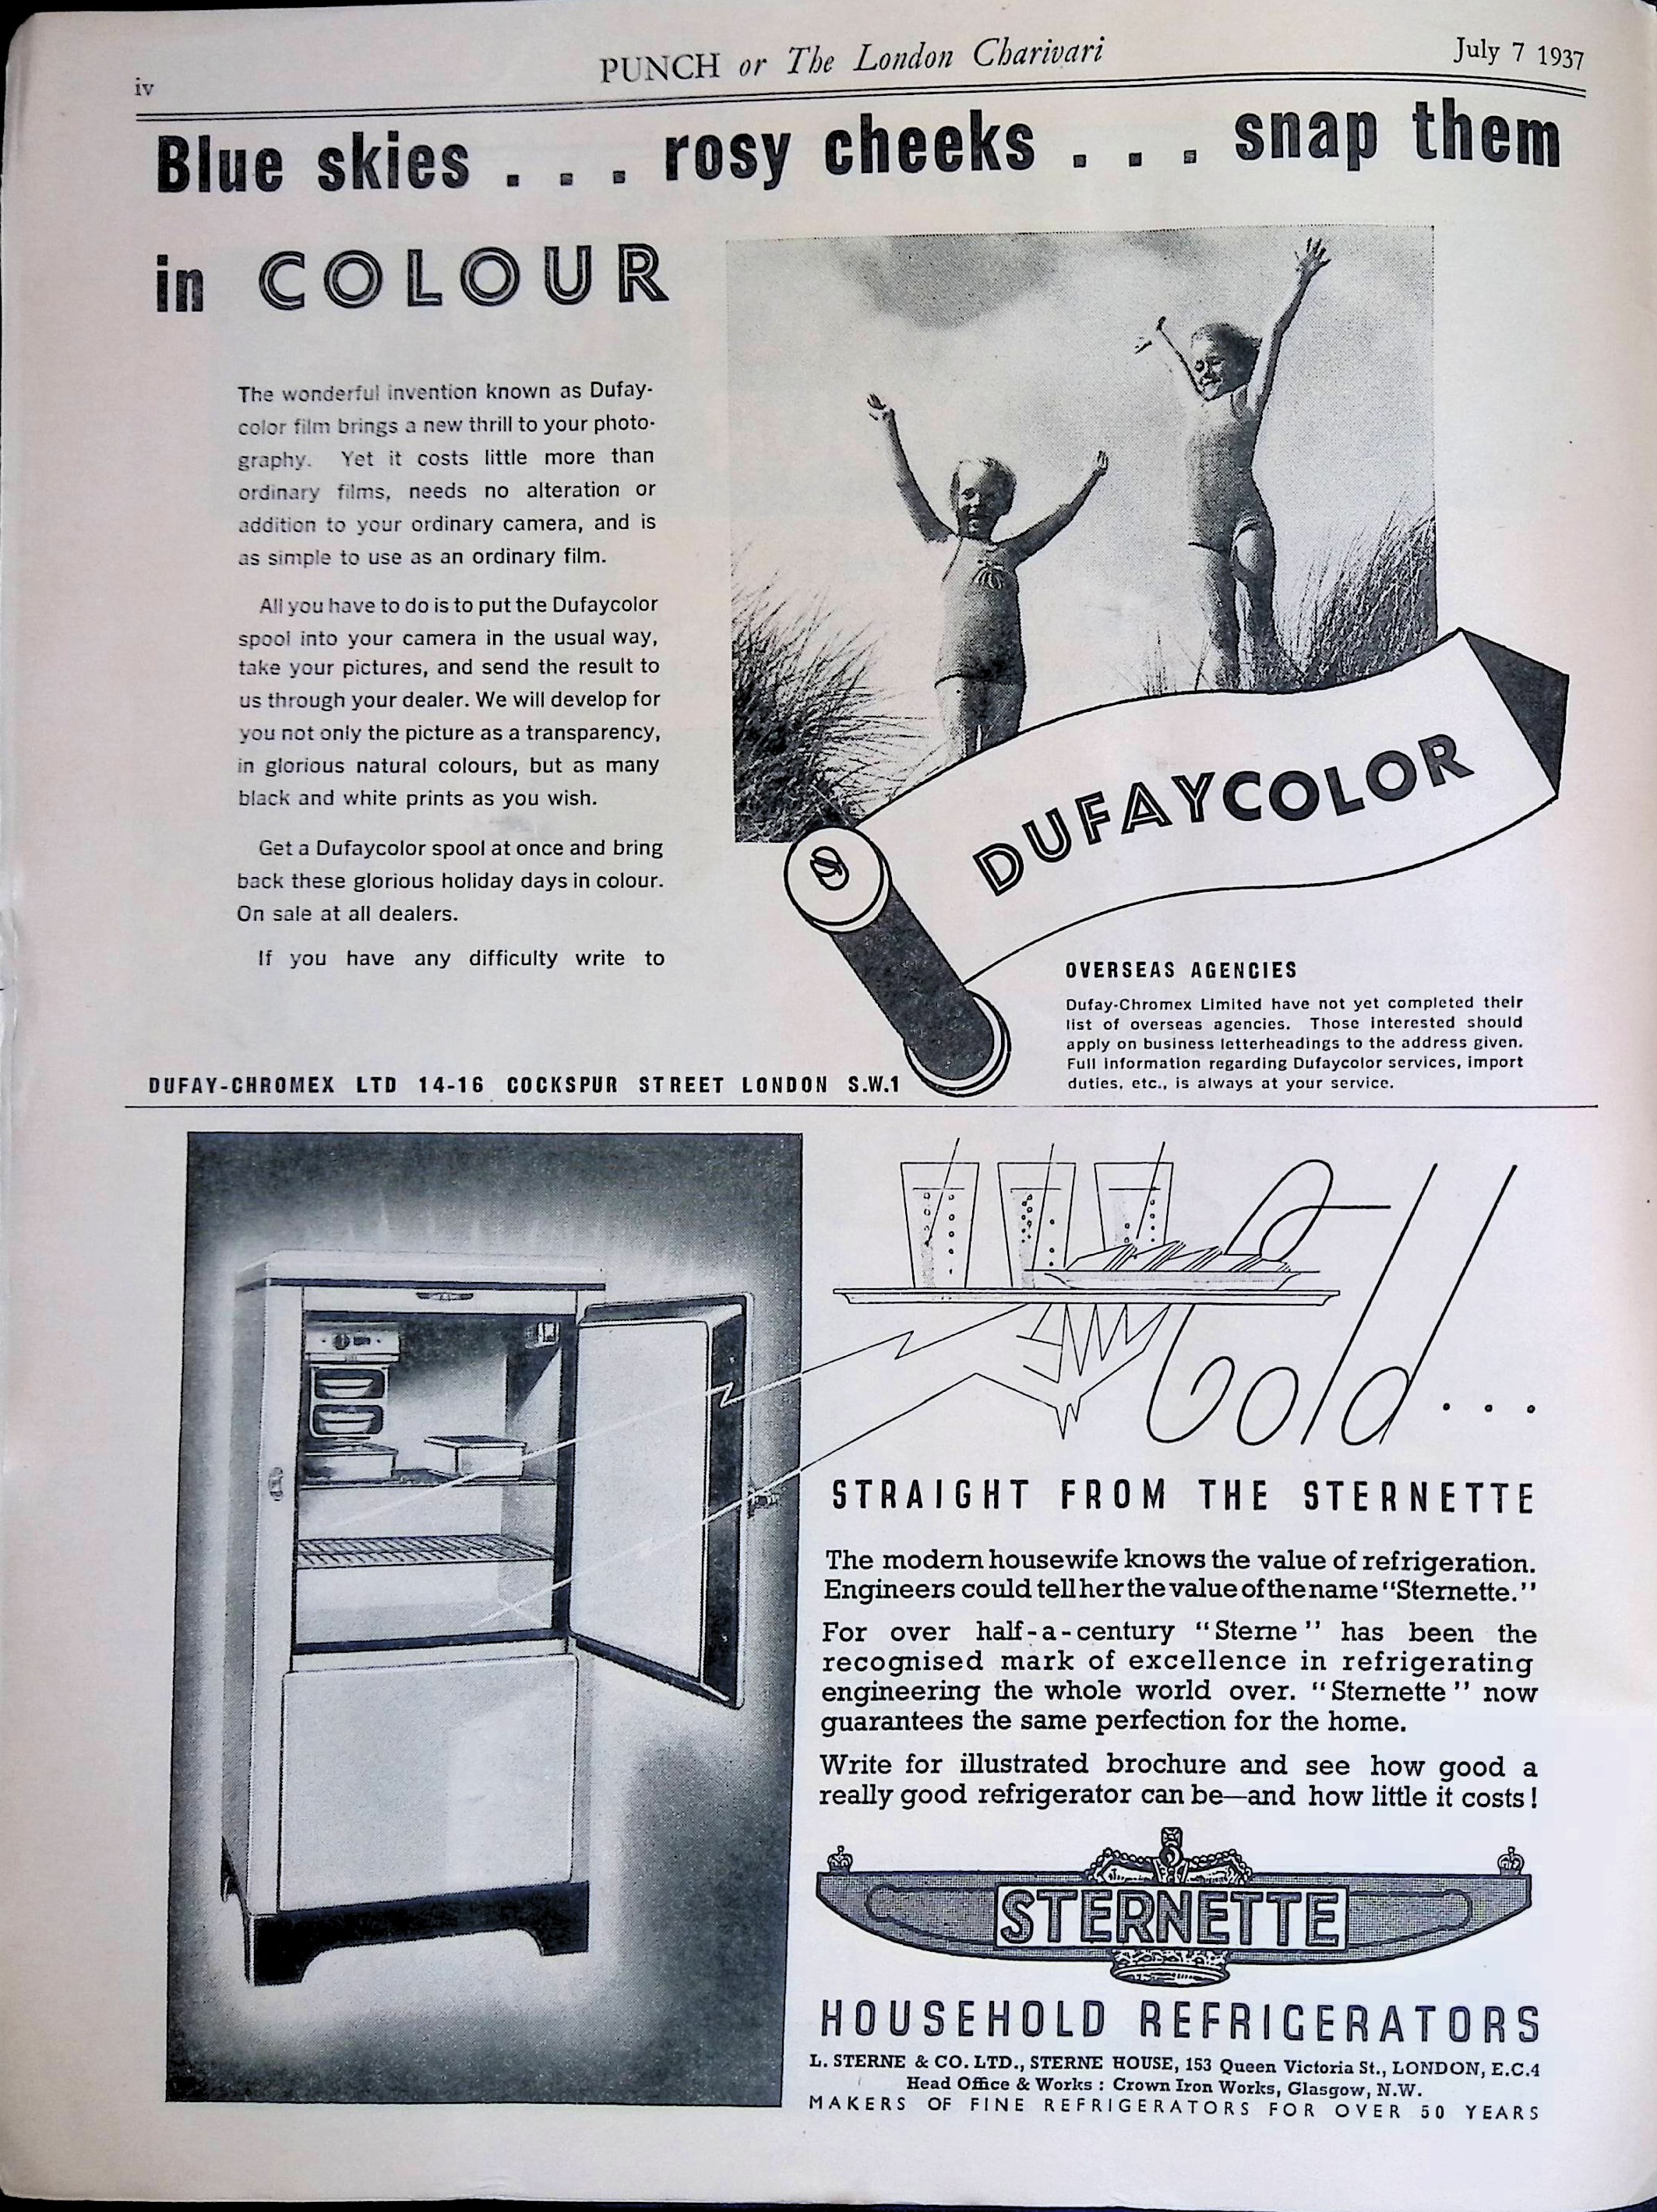 iv
PUNCH or The London Charivari
July 7 1937
Blue skies . . . rosy cheeks . . . snap them
in COLOUR
The wonderful invention known as Dufay-
color film brings a new thrill to your photo-
graphy. Yet it costs little more than
ordinary films, needs no alteration or
addition to your ordinary camera, and is
as simple to use as an ordinary film.
All you have to do is to put the Dufaycolor
spool into your camera in the usual way,
take your pictures, and send the result to
us through your dealer. We will develop for
you not only the picture as a transparency,
in glorious natural colours, but as many
black and white prints as you wish.
Get a Dufaycolor spool at once and bring
back these glorious holiday days in colour.
On sale at all dealers.
If you have any difficulty write to
DUFAYCOLOR
OVERSEAS AGENCIES
Dufay-Chromex Limited have not yet completed their
list of overseas agencies. Those interested should
apply on business letterheadings to the address given.
Full information regarding Dufaycolor services, import
duties, etc., is always at your service.
DUFAY-CHROMEX LTD 14-16 COCKSPUR STREET LONDON S.W.1
Cold...
STRAIGHT FROM THE STERNETTE
The modern housewife knows the value of refrigeration.
Engineers could tell her the value of the name "Sternette."
For over half-a-century "Sterne" has been the
recognised mark of excellence in refrigerating
engineering the whole world over. "Sternette" now
guarantees the same perfection for the home.
Write for illustrated brochure and see how good a
really good refrigerator can be—and how little it costs!
STERNETTE
HOUSEHOLD REFRIGERATORS
L. STERNE & CO. LTD., STERNE HOUSE, 153 Queen Victoria St., LONDON, E.C.4
Head Office & Works : Crown Iron Works, Glasgow, N.W.
MAKERS OF FINE REFRIGERATORS FOR OVER 50 YEARS